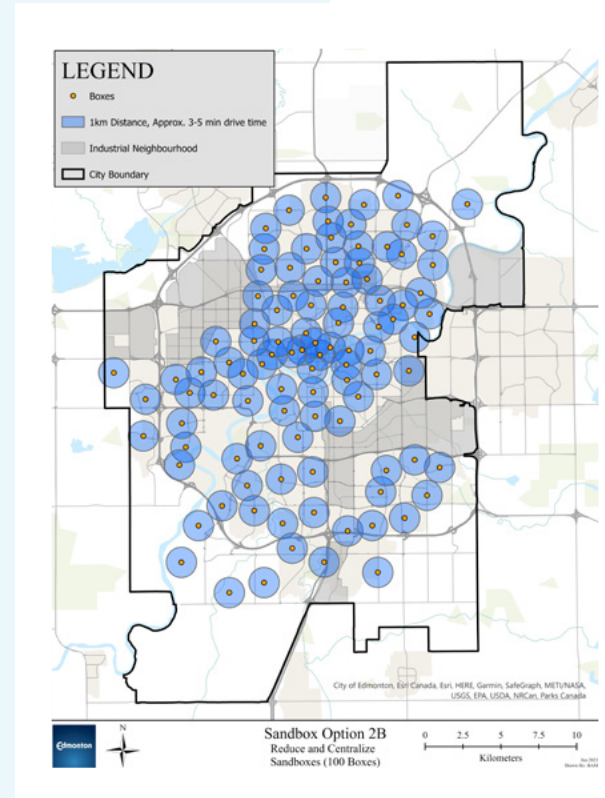 LEGEND
Boxes
1km Distance, Approx. 3-5 min drive time
Industrial Neighbourhood
City Boundary
City of Edmonton, Esri Canada, Esri, HERE, Garmin, SafeGraph, METI/NASA,
USGS, EPA, USDA, NRCan, Parks Canada
Edmonton
N
Sandbox Option 2B
Reduce and Centralize
Sandboxes (100 Boxes)
0 2.5 5 7.5 10
Kilometers
Jan 2023